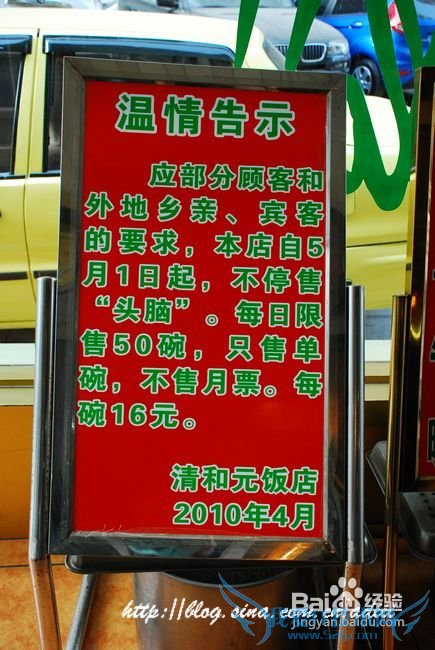 温情告示
应部分顾客和
外地乡亲、宾客
的要求，本店自5
月1日起，不停售
“头脑”。每日限
售50碗，只售单
碗，不售月票。每
碗16元。
清和元饭店
2010年4月
http://blog.sina.com.cn/
Baidu经验
jingyan.baidu.com